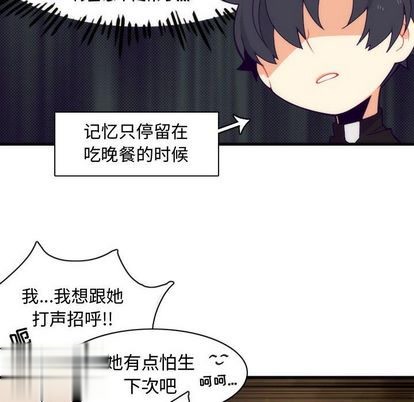 记忆只停留在
吃晚餐的时候
我...我想跟她
打声招呼!!
呃
她有点怕生
下次吧
呵呵...